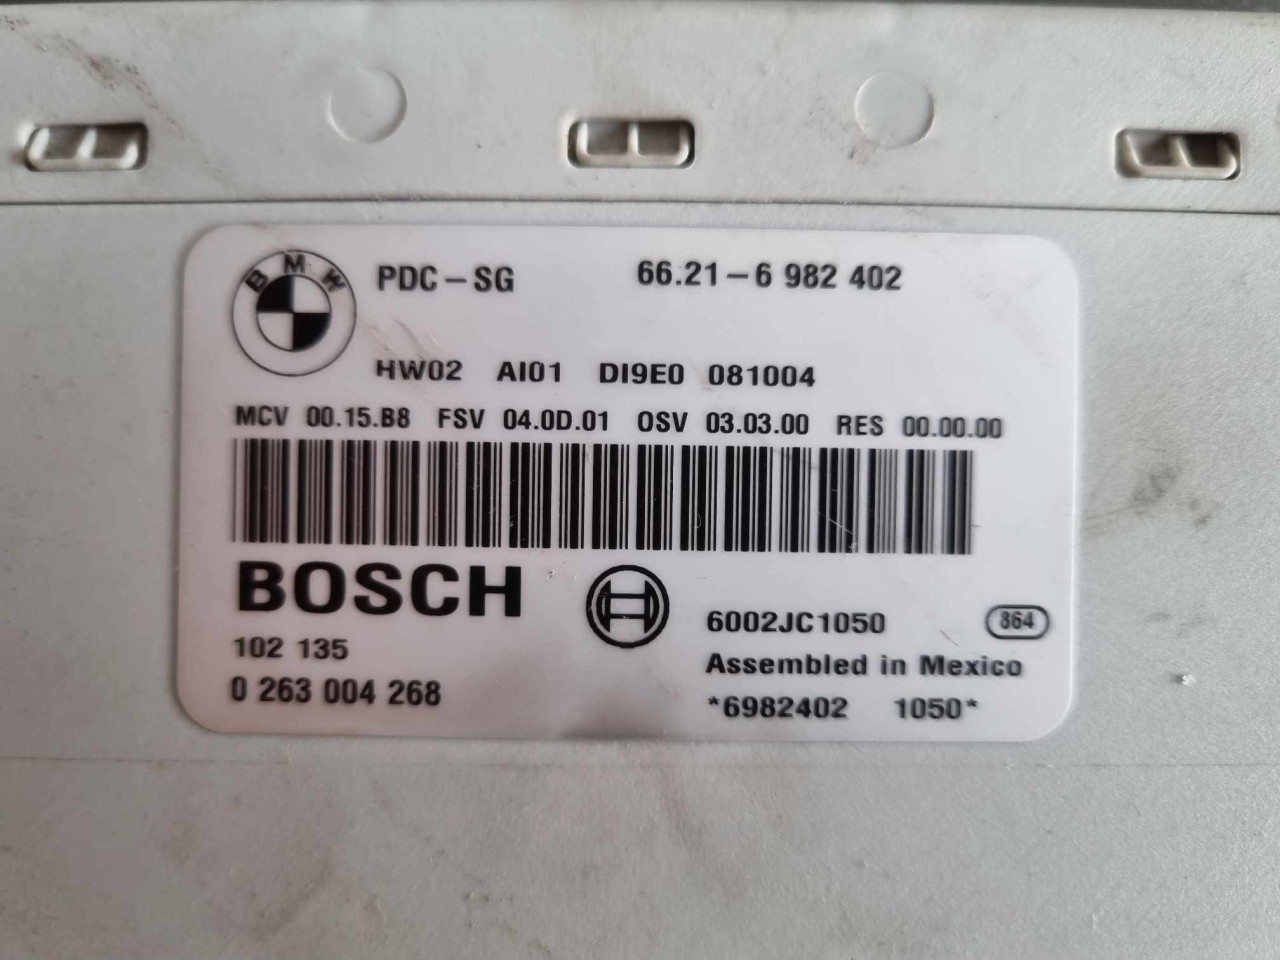 BMW
PDC-SG 66.21-6 982 402
HW02 AI01 DI9E0 081004
MCV 00.15.B8 FSV 04.0D.01 OSV 03.03.00 RES 00.00.00
BOSCH
6002JC1050 864
102 135
Assembled in Mexico
0 263 004 268
*6982402 1050*